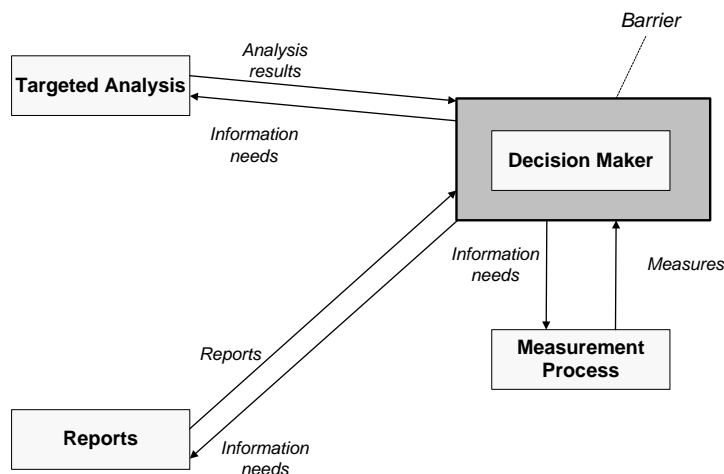 Barrier
Analysis
results
Targeted Analysis
Information
needs
Decision Maker
Information
needs
Measures
Measurement
Process
Reports
Reports
Information
needs